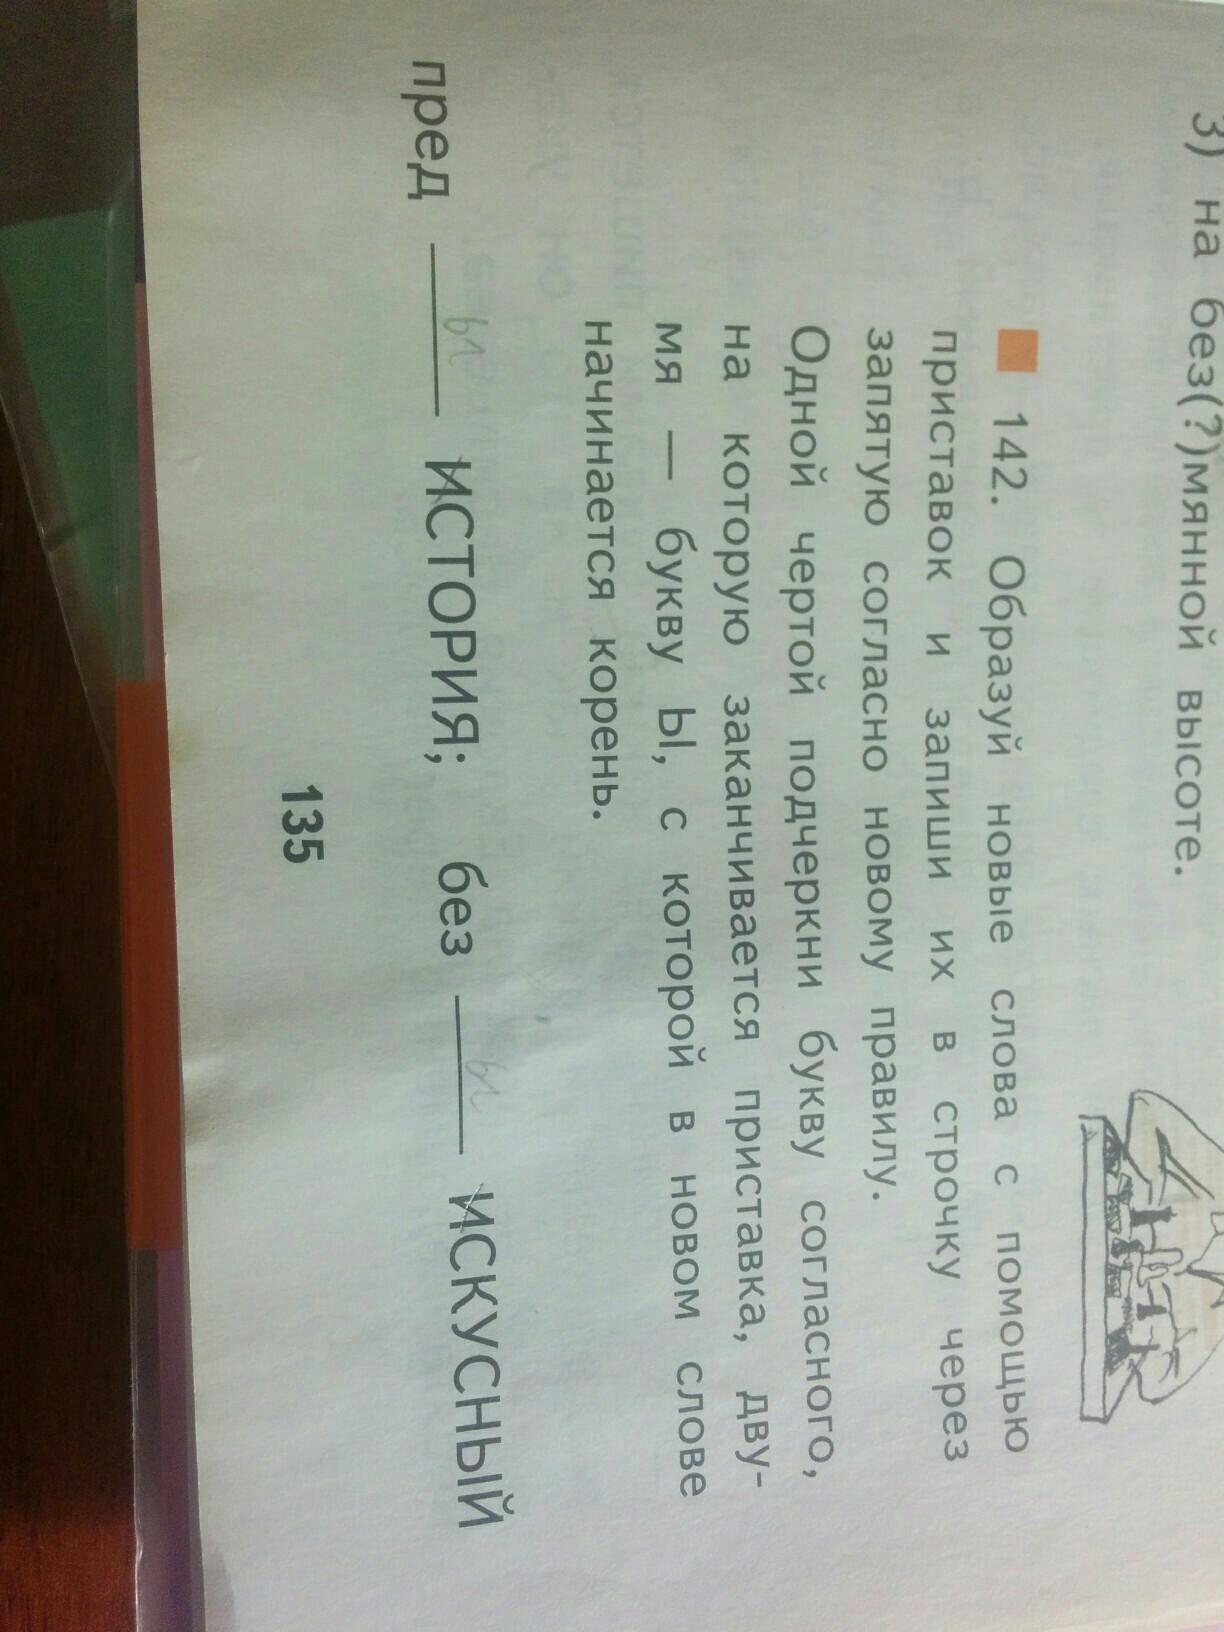 3) на без(?)мянной высоте.
142. Образуй новые слова с помощью
приставок и запиши их в строчку через
запятую согласно новому правилу.
Одной чертой подчеркни букву согласного,
на которую заканчивается приставка, дву-
мя — букву Ы, с которой в новом слове
начинается корень.
пред ы ИСТОРИЯ; без ы ИСКУСНЫЙ
135